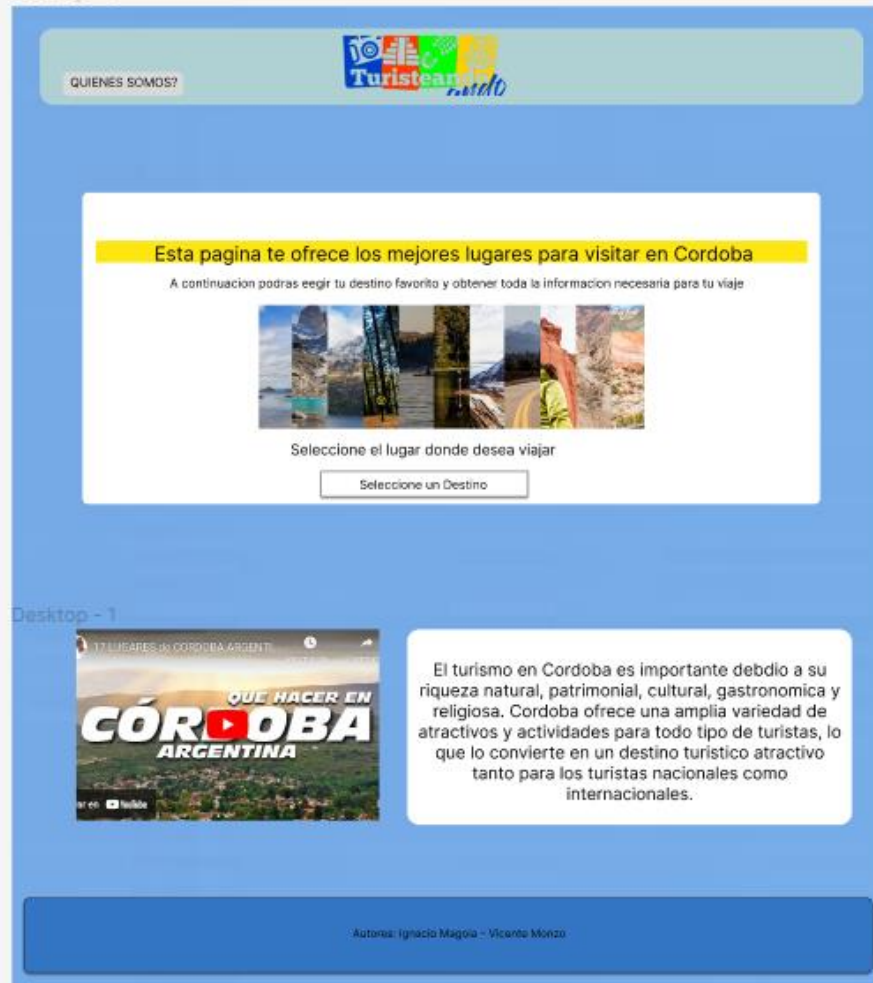 QUIENES SOMOS?
Turistean
ando
Esta pagina te ofrece los mejores lugares para visitar en Cordoba
A continuacion podras eegir tu destino favorito y obtener toda la informacion necesaria para tu viaje
Seleccione el lugar donde desea viajar
Seleccione un Destino
Desktop - 1
17 LUGARES de CORDOBA ARGENTI...
QUE HACER EN
CÓRDOBA
ARGENTINA
ar en YouTube
El turismo en Cordoba es importante debdio a su
riqueza natural, patrimonial, cultural, gastronomica y
religiosa. Cordoba ofrece una amplia variedad de
atractivos y actividades para todo tipo de turistas, lo
que lo convierte en un destino turistico atractivo
tanto para los turistas nacionales como
internacionales.
Autores: Ignacio Magoia - Vicente Monzo